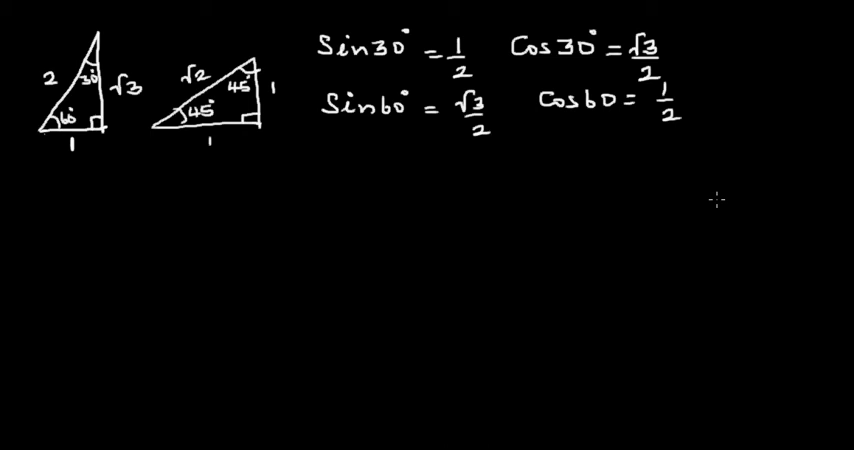 Sin30° = 1/2 Cos30° = √3/2
2 30° √3 √2 45° 1
Sin60° = √3/2 Cos60 = 1/2
60° 45°
1 1